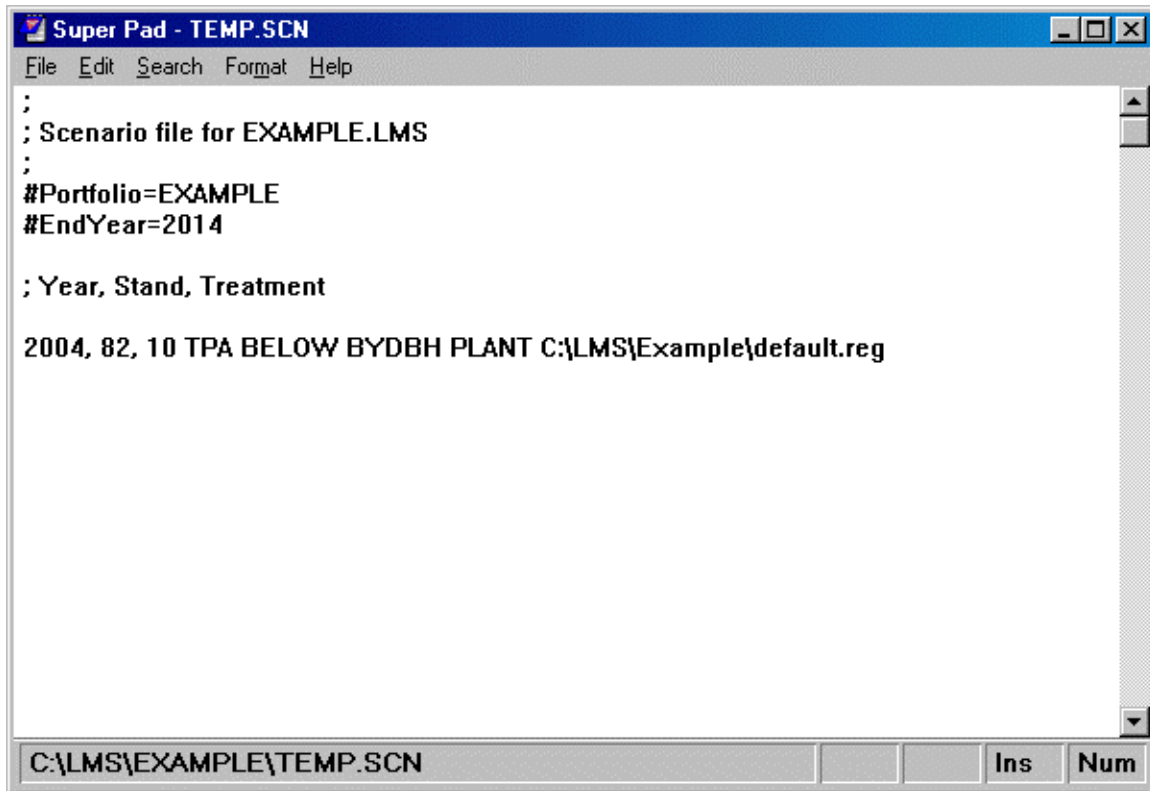 Super Pad - TEMP.SCN
File Edit Search Format Help
;
; Scenario file for EXAMPLE.LMS
;
#Portfolio=EXAMPLE
#EndYear=2014
; Year, Stand, Treatment
2004, 82, 10 TPA BELOW BYDBH PLANT C:\LMS\Example\default.reg
C:\LMS\EXAMPLE\TEMP.SCN Ins Num